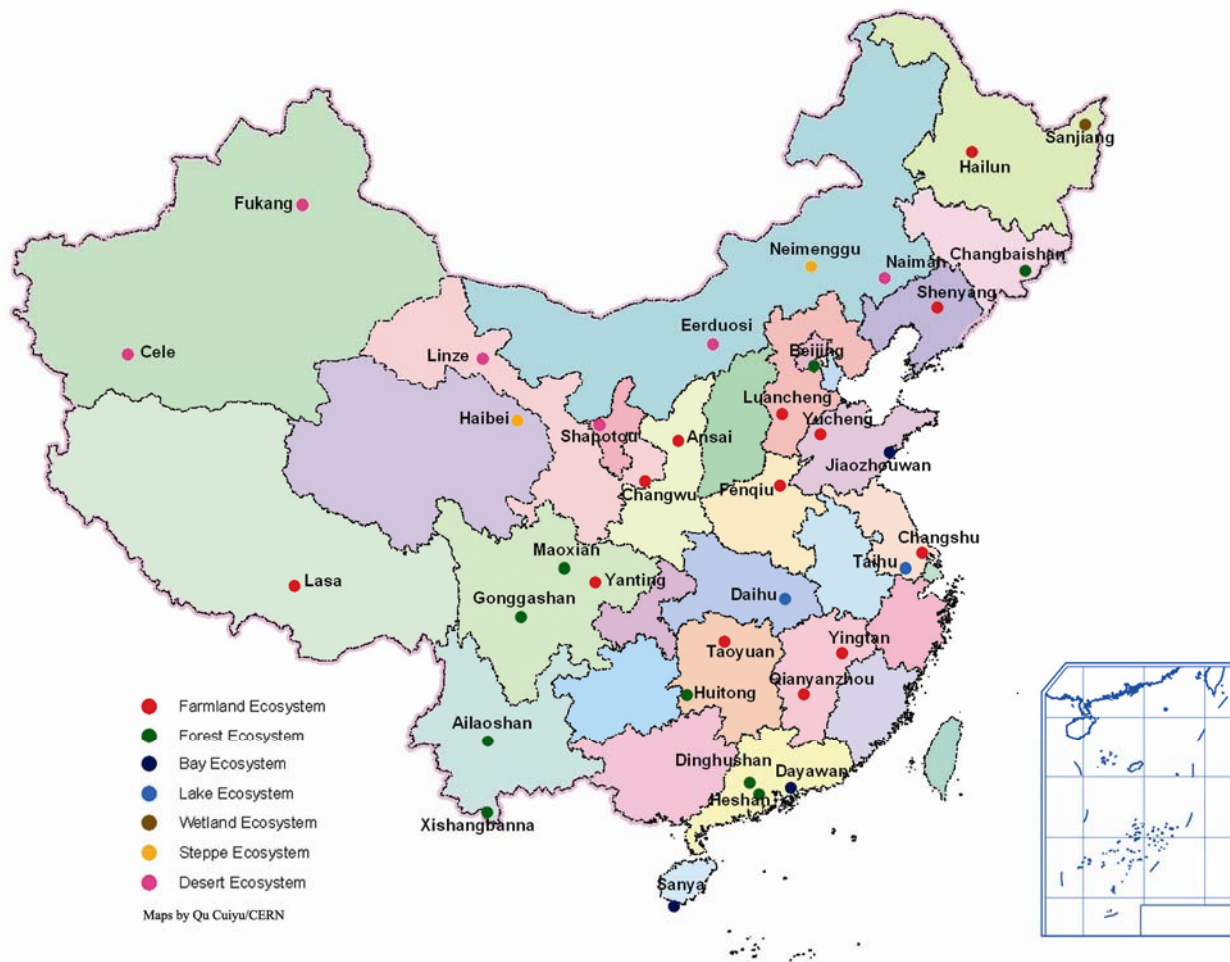 Sanjiang
Hailun
Fukang
Neimenggu
Changbaishan
Naiman
Shenyang
Eerduosi
Cele
Linze
Beijing
Luancheng
Haibei
Yucheng
Shapotou
Ansai
Jiaozhouwan
Changwu
Fenqiu
Changshu
Maoxian
Taihu
Lasa
Yanting
Daihu
Gonggashan
Yingtan
Taoyuan
Qianyanzhou
Huitong
Farmland Ecosystem
Ailaoshan
Forest Ecosystem
Dinghushan
Bay Ecosystem
Dayawan
Lake Ecosystem
Heshan
Wetland Ecosystem
Xishangbanna
Steppe Ecosystem
Desert Ecosystem
Sanya
Maps by Qu Cuiyu/CERN